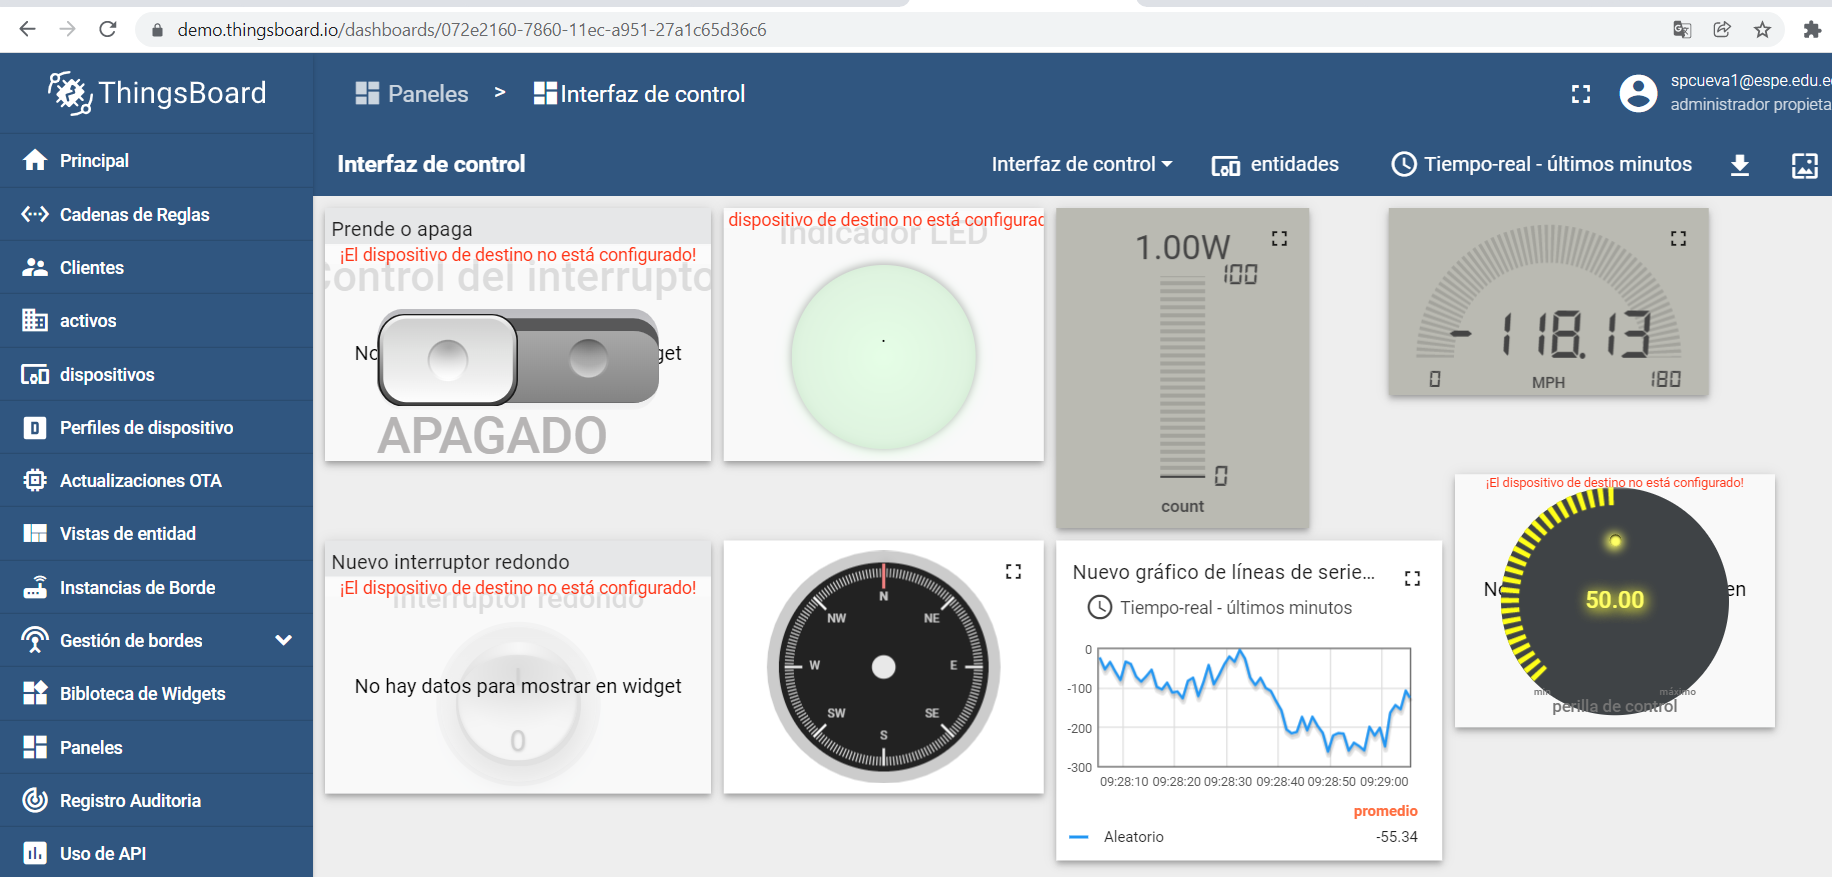 demo.thingsboard.io/dashboards/072e2160-7860-11ec-a951-27a1c65d36c6
ThingsBoard
Paneles > Interfaz de control
spcueva1@espe.edu.e
administrador propieta
Interfaz de control
Interfaz de control
entidades
Tiempo-real - últimos minutos
Principal
Cadenas de Reglas
Clientes
activos
dispositivos
Perfiles de dispositivo
Actualizaciones OTA
Vistas de entidad
Instancias de Borde
Gestión de bordes
Bibloteca de Widgets
Paneles
Registro Auditoria
Uso de API
Prende o apaga
¡El dispositivo de destino no está configurado!
Control del interrupto
No
get
APAGADO
dispositivo de destino no está configurad
Indicador LED
1.00W
100
0
count
-118.13
0
MPH
180
Nuevo interruptor redondo
¡El dispositivo de destino no está configurado!
Interruptor redondo
No hay datos para mostrar en widget
0
N
NW
NE
W
E
SW
SE
S
Nuevo gráfico de líneas de serie...
Tiempo-real - últimos minutos
0
-100
-200
-300
09:28:10 09:28:20 09:28:30 09:28:40 09:28:50 09:29:00
promedio
Aleatorio
-55.34
¡El dispositivo de destino no está configurado!
No
50.00
en
min
máximo
perilla de control